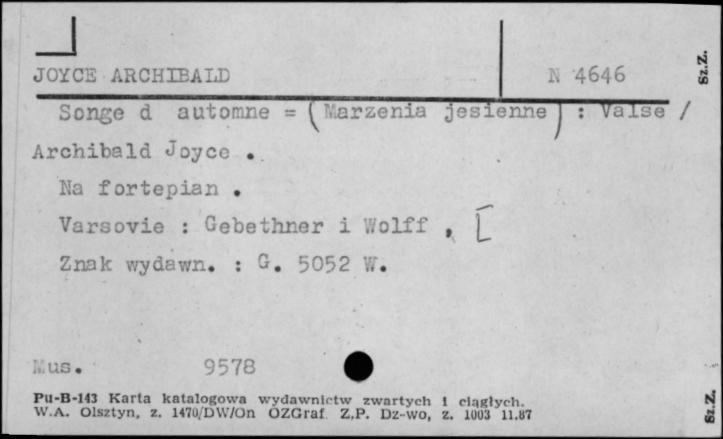 JOYCE ARCHIBALD N 4646
Songe d automne = (Marzenia jesienne) : Valse /
Archibald Joyce .
Na fortepian .
Varsovie : Gebethner i Wolff , [
Znak wydawn. : G. 5052 W.
Mus. 9578
Pu-B-143 Karta katalogowa wydawnictw zwartych i ciągłych.
W.A. Olsztyn, z. 1470/DW/On OZGraf Z.P. Dz-wo, z. 1003 11.87
Sz.Z.
Sz.Z.